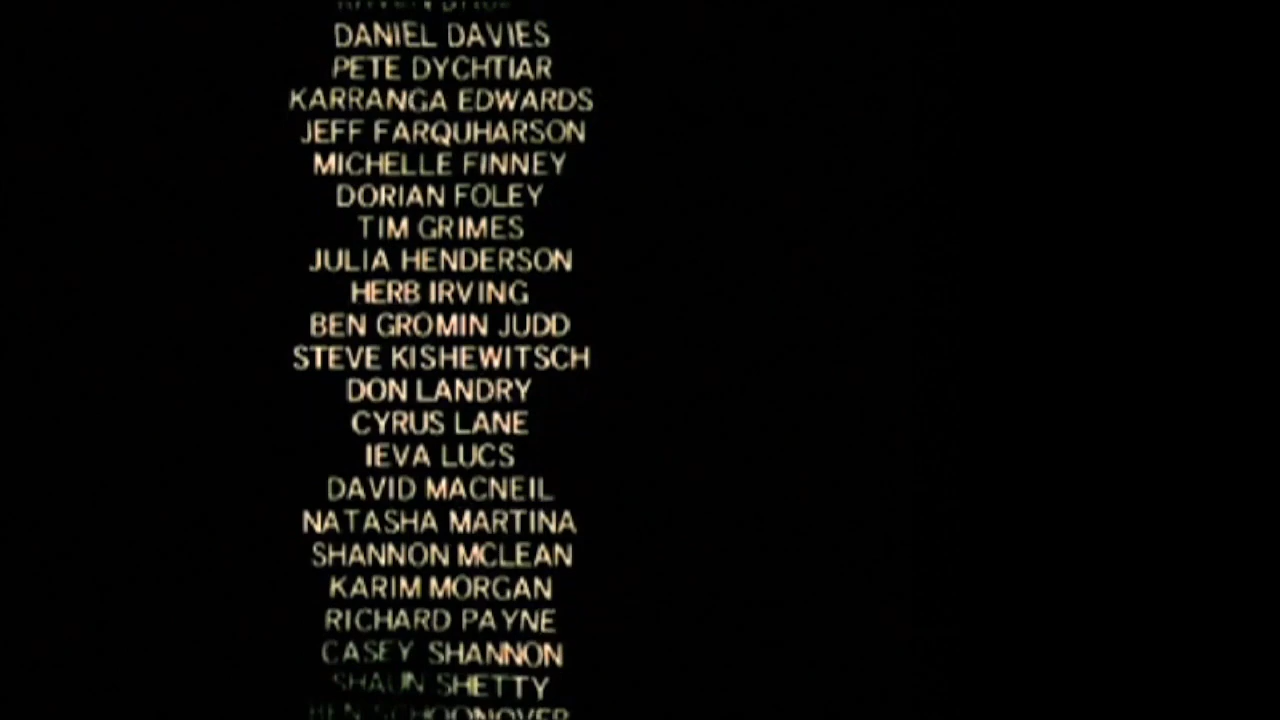 DANIEL DAVIES
PETE DYCHTIAR
KARRANGA EDWARDS
JEFF FARQUHARSON
MICHELLE FINNEY
DORIAN FOLEY
TIM GRIMES
JULIA HENDERSON
HERB IRVING
BEN GROMIN JUDD
STEVE KISHEWITSCH
DON LANDRY
CYRUS LANE
IEVA LUCS
DAVID MACNEIL
NATASHA MARTINA
SHANNON MCLEAN
KARIM MORGAN
RICHARD PAYNE
CASEY SHANNON
SHAUN SHETTY
BEN SCHOONOVER